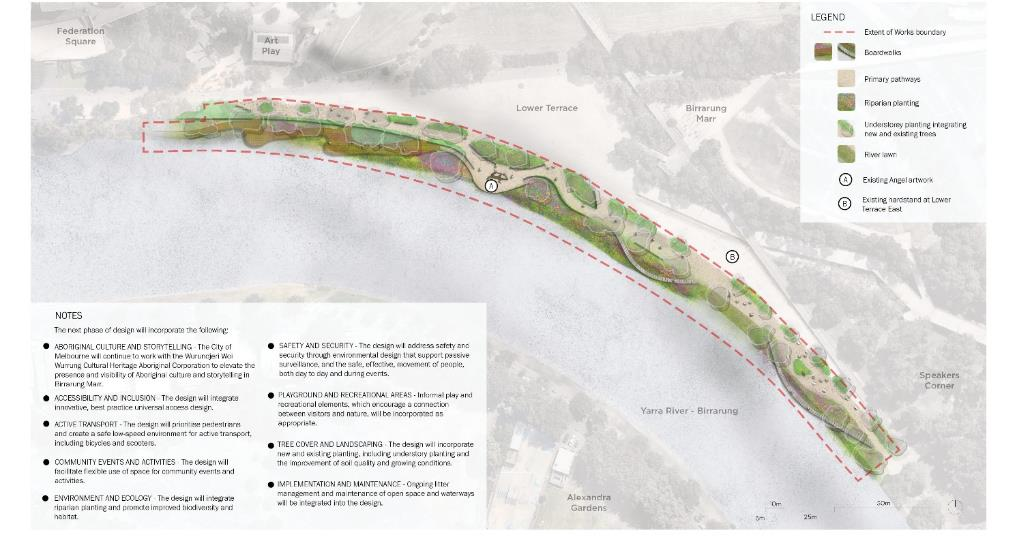 Federation
Square
Art
Play
Lower Terrace
Birrarung
Marr
LEGEND
Extent of Works boundary
Boardwalks
Primary pathways
Riparian planting
Understorey planting integrating
new and existing trees
River lawn
A Existing Angel artwork
B Existing hardstand at Lower
Terrace East
A
B
NOTES
The next phase of design will incorporate the following:
● ABORIGINAL CULTURE AND STORYTELLING - The City of
Melbourne will continue to work with the Wurundjeri Woi
Wurrung Cultural Heritage Aboriginal Corporation to elevate the
presence and visibility of Aboriginal culture and storytelling in
Birrarung Marr.
● ACCESSIBILITY AND INCLUSION - The design will integrate
innovative, best practice universal access design.
● ACTIVE TRANSPORT - The design will prioritise pedestrians
and create a safe low-speed environment for active transport,
including bicycles and scooters.
● COMMUNITY EVENTS AND ACTIVITIES - The design will
facilitate flexible use of space for community events and
activities.
● ENVIRONMENT AND ECOLOGY - The design will integrate
riparian planting and promote improved biodiversity and
habitat.
● SAFETY AND SECURITY - The design will address safety and
security through environmental design that support passive
surveillance, and the safe, effective, movement of people,
both day to day and during events.
● PLAYGROUND AND RECREATIONAL AREAS - Informal play and
recreational elements, which encourage a connection
between visitors and nature, will be incorporated as
appropriate.
● TREE COVER AND LANDSCAPING - The design will incorporate
new and existing planting, including understory planting and
the improvement of soil quality and growing conditions.
● IMPLEMENTATION AND MAINTENANCE - Ongoing litter
management and maintenance of open space and waterways
will be integrated into the design.
Speakers
Corner
Yarra River - Birrarung
Alexandra
Gardens
10m
50m
5m
25m